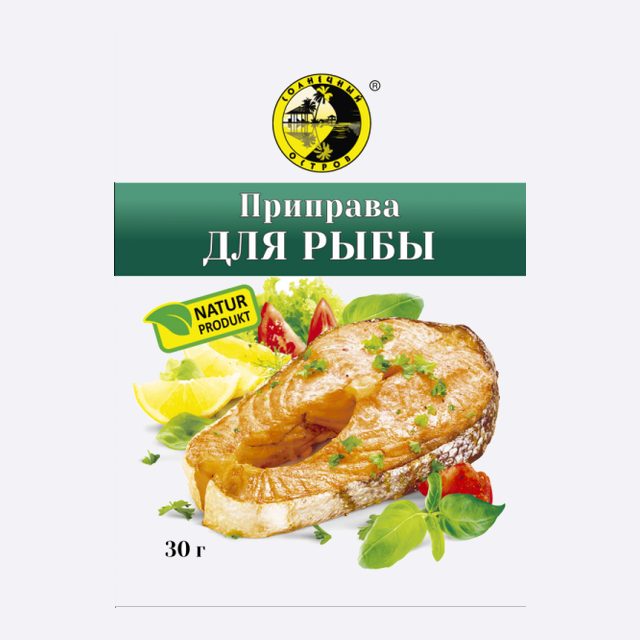 СОЛНЕЧНЫЙ
ОСТРОВ
®
Приправа
ДЛЯ РЫБЫ
NATUR
PRODUKT
30 г